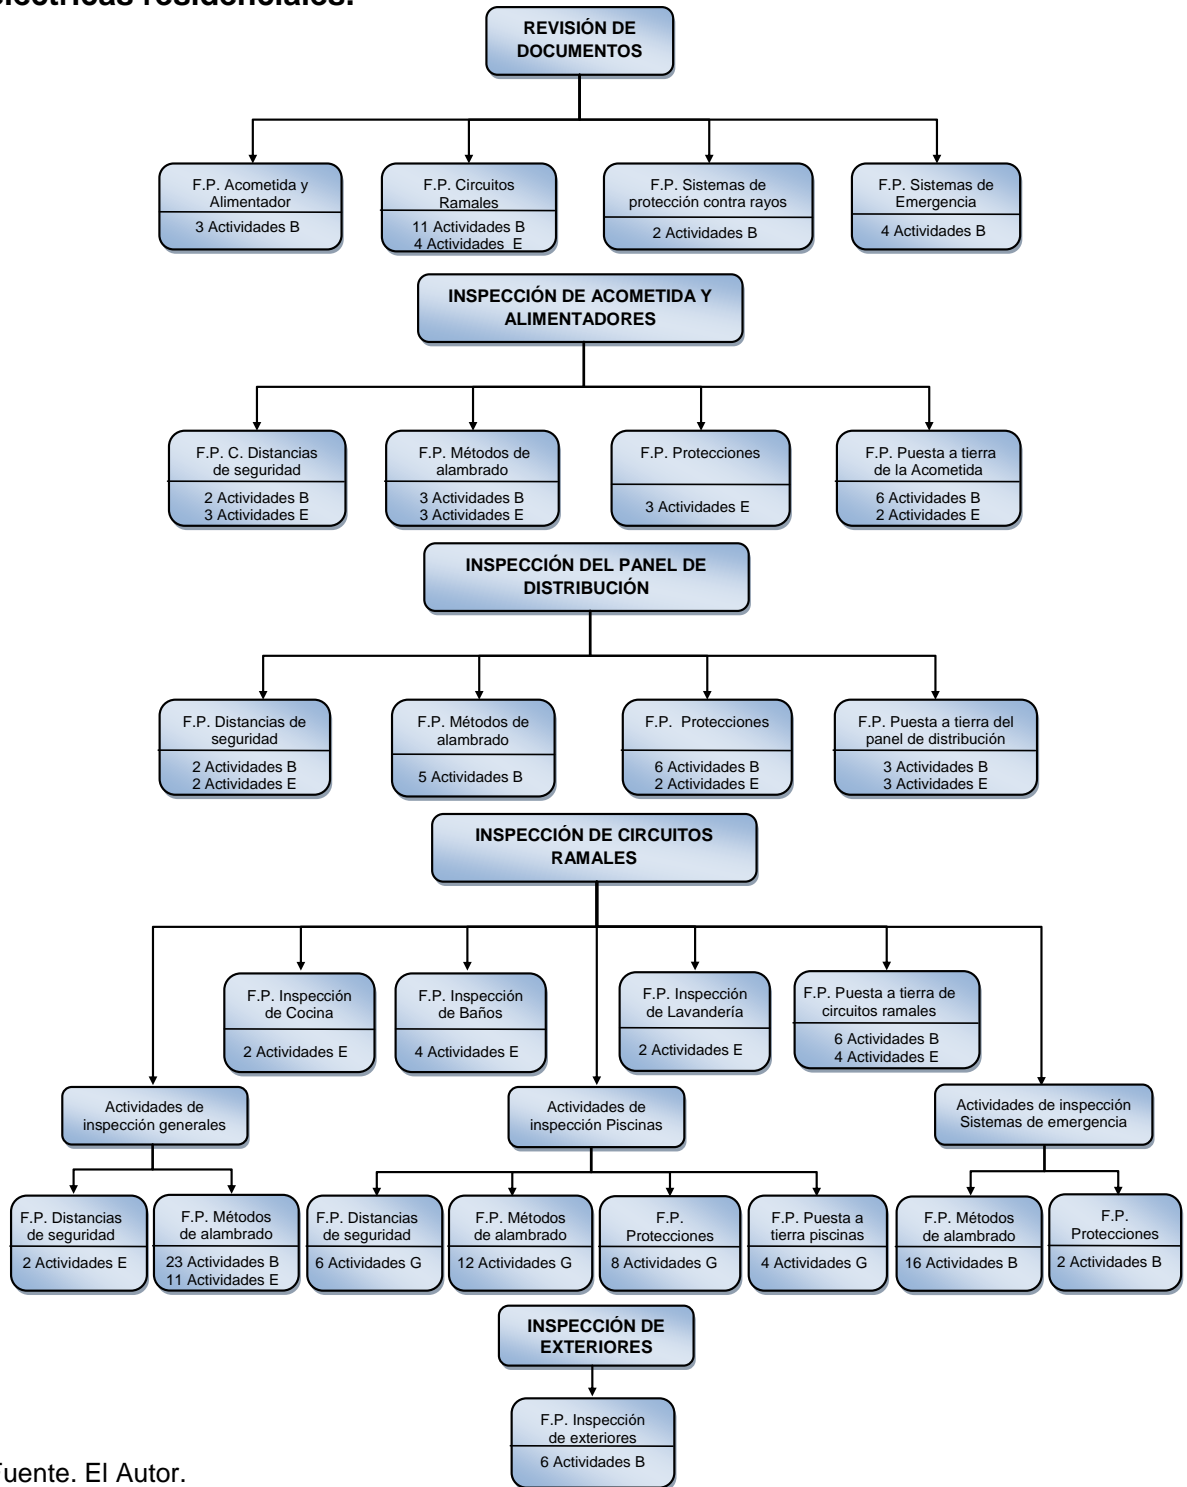 eléctricas residenciales.
REVISIÓN DE
DOCUMENTOS
F.P. Acometida y
Alimentador
3 Actividades B
F.P. Circuitos
Ramales
11 Actividades B
4 Actividades E
F.P. Sistemas de
protección contra rayos
2 Actividades B
F.P. Sistemas de
Emergencia
4 Actividades B
INSPECCIÓN DE ACOMETIDA Y
ALIMENTADORES
F.P. C. Distancias
de seguridad
2 Actividades B
3 Actividades E
F.P. Métodos de
alambrado
3 Actividades B
3 Actividades E
F.P. Protecciones
3 Actividades E
F.P. Puesta a tierra
de la Acometida
6 Actividades B
2 Actividades E
INSPECCIÓN DEL PANEL DE
DISTRIBUCIÓN
F.P. Distancias de
seguridad
2 Actividades B
2 Actividades E
F.P. Métodos de
alambrado
5 Actividades B
F.P. Protecciones
6 Actividades B
2 Actividades E
F.P. Puesta a tierra del
panel de distribución
3 Actividades B
3 Actividades E
INSPECCIÓN DE CIRCUITOS
RAMALES
F.P. Inspección
de Cocina
2 Actividades E
F.P. Inspección
de Baños
4 Actividades E
F.P. Inspección
de Lavandería
2 Actividades E
F.P. Puesta a tierra de
circuitos ramales
6 Actividades B
4 Actividades E
Actividades de
inspección generales
Actividades de
inspección Piscinas
Actividades de inspección
Sistemas de emergencia
F.P. Distancias
de seguridad
2 Actividades E
F.P. Métodos
de alambrado
23 Actividades B
11 Actividades E
F.P. Distancias
de seguridad
6 Actividades G
F.P. Métodos
de alambrado
12 Actividades G
F.P.
Protecciones
8 Actividades G
F.P. Puesta a
tierra piscinas
4 Actividades G
F.P. Métodos
de alambrado
16 Actividades B
F.P.
Protecciones
2 Actividades B
INSPECCIÓN DE
EXTERIORES
F.P. Inspección
de exteriores
6 Actividades B
Fuente. El Autor.